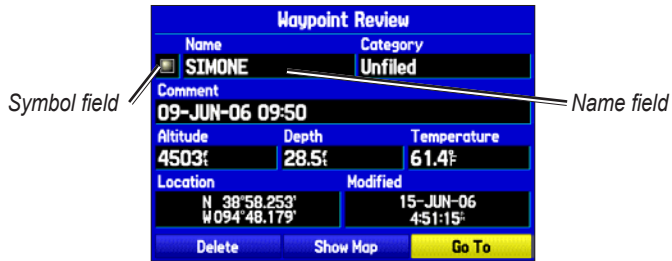 Waypoint Review
Name Category
SIMONE Unfiled
Symbol field
Name field
Comment
09-JUN-06 09:50
Altitude Depth Temperature
4503ft 28.5ft 61.4°F
Location Modified
N 38°58.253' 15-JUN-06
W094°48.179' 4:51:15
Delete Show Map Go To